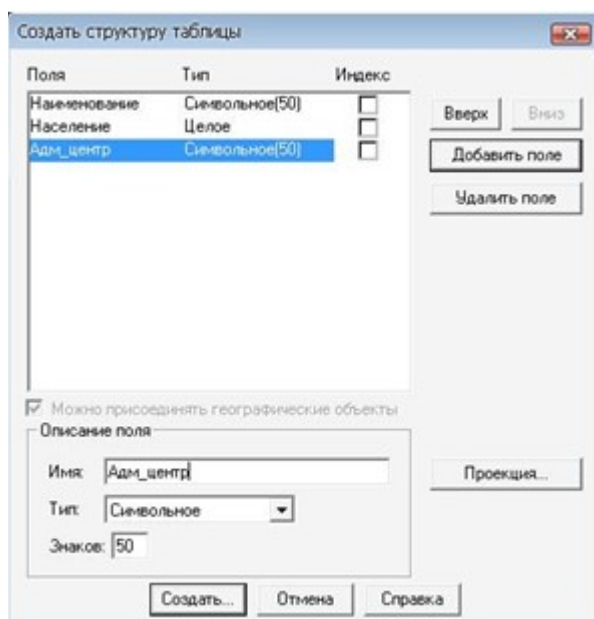 Создать структуру таблицы
Поля Тип Индекс
Наименование Символьное(50)
Население Целое
Адм_центр Символьное(50)
Вверх Вниз
Добавить поле
Удалить поле
Можно присоединять географические объекты
Описание поля
Имя: Адм_центр
Тип: Символьное
Знаков: 50
Проекция...
Создать... Отмена Справка